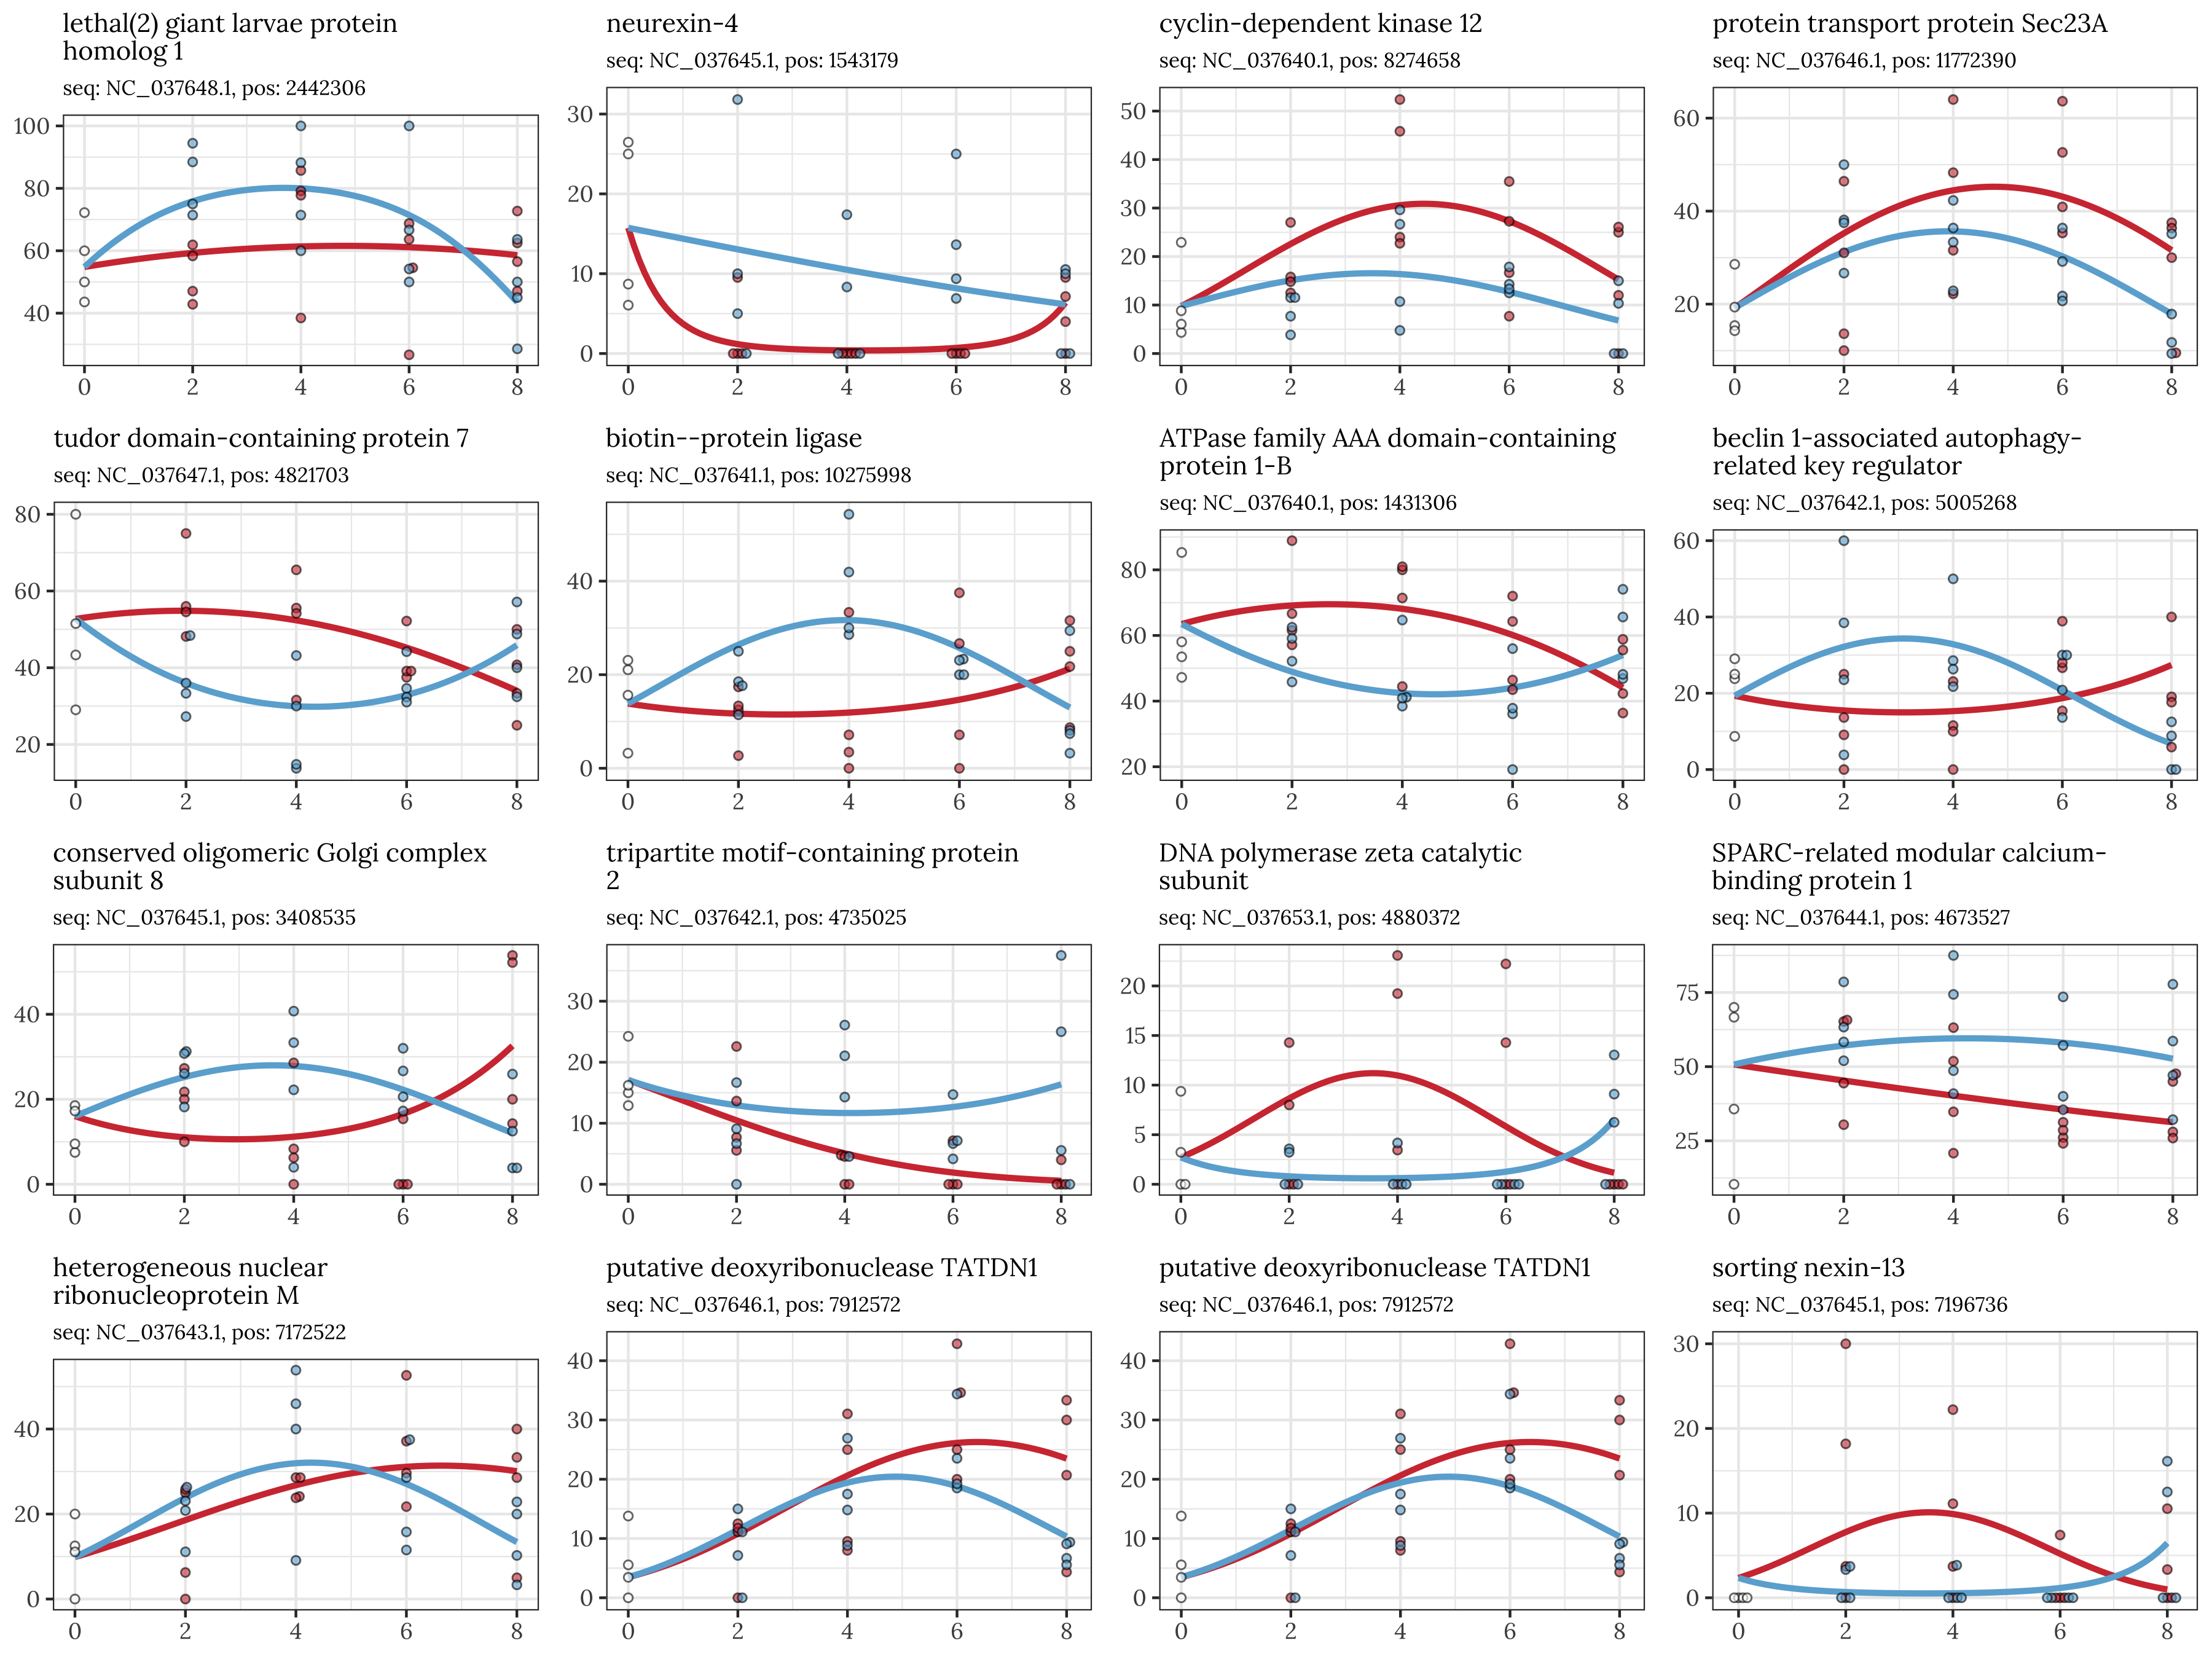 lethal(2) giant larvae protein
homolog 1
seq: NC_037648.1, pos: 2442306
100
80
60
40
0 2 4 6 8
neurexin-4
seq: NC_037645.1, pos: 1543179
30
20
10
0
0 2 4 6 8
cyclin-dependent kinase 12
seq: NC_037640.1, pos: 8274658
50
40
30
20
10
0
0 2 4 6 8
protein transport protein Sec23A
seq: NC_037646.1, pos: 11772390
60
40
20
0 2 4 6 8
tudor domain-containing protein 7
seq: NC_037647.1, pos: 4821703
80
60
40
20
0 2 4 6 8
biotin--protein ligase
seq: NC_037641.1, pos: 10275998
40
20
0
0 2 4 6 8
ATPase family AAA domain-containing
protein 1-B
seq: NC_037640.1, pos: 1431306
80
60
40
20
0 2 4 6 8
beclin 1-associated autophagy-
related key regulator
seq: NC_037642.1, pos: 5005268
60
40
20
0
0 2 4 6 8
conserved oligomeric Golgi complex
subunit 8
seq: NC_037645.1, pos: 3408535
40
20
0
0 2 4 6 8
tripartite motif-containing protein
2
seq: NC_037642.1, pos: 4735025
30
20
10
0
0 2 4 6 8
DNA polymerase zeta catalytic
subunit
seq: NC_037653.1, pos: 4880372
20
15
10
5
0
0 2 4 6 8
SPARC-related modular calcium-
binding protein 1
seq: NC_037644.1, pos: 4673527
75
50
25
0 2 4 6 8
heterogeneous nuclear
ribonucleoprotein M
seq: NC_037643.1, pos: 7172522
40
20
0
0 2 4 6 8
putative deoxyribonuclease TATDN1
seq: NC_037646.1, pos: 7912572
40
30
20
10
0
0 2 4 6 8
putative deoxyribonuclease TATDN1
seq: NC_037646.1, pos: 7912572
40
30
20
10
0
0 2 4 6 8
sorting nexin-13
seq: NC_037645.1, pos: 7196736
30
20
10
0
0 2 4 6 8